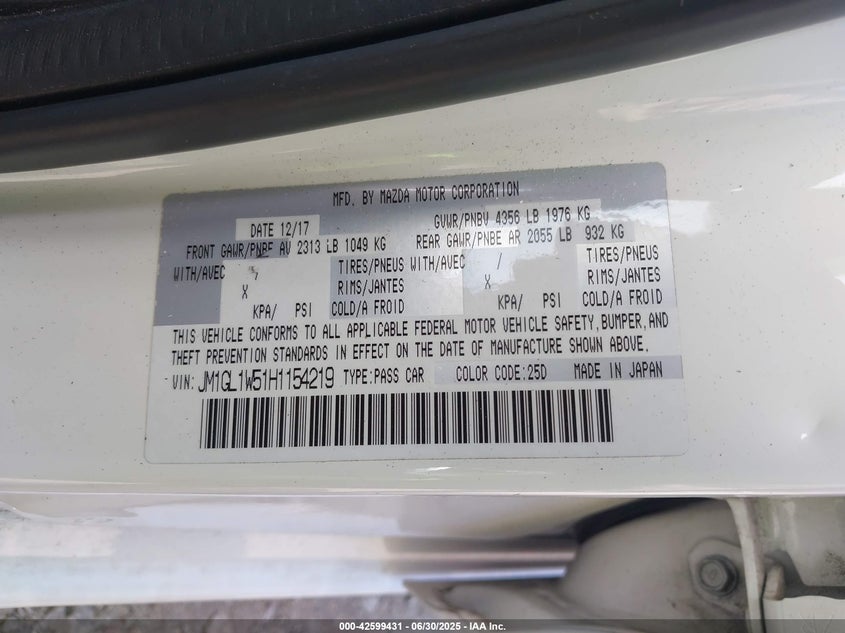 MFD. BY MAZDA MOTOR CORPORATION
DATE 12/17 GVWR/PNBV 4356 LB 1976 KG
FRONT GAWR/PNBE AV 2313 LB 1049 KG REAR GAWR/PNBE AR 2055 LB 932 KG
WITH/AVEC / TIRES/PNEUS WITH/AVEC / TIRES/PNEUS
X RIMS/JANTES X RIMS/JANTES
KPA/ PSI COLD/A FROID KPA/ PSI COLD/A FROID
THIS VEHICLE CONFORMS TO ALL APPLICABLE FEDERAL MOTOR VEHICLE SAFETY, BUMPER, AND
THEFT PREVENTION STANDARDS IN EFFECT ON THE DATE OF MANUFACTURE SHOWN ABOVE.
VIN: JM1GL1W51H1154219 TYPE:PASS CAR COLOR CODE:25D MADE IN JAPAN
000-42599431 - 06/30/2025 - IAA Inc.